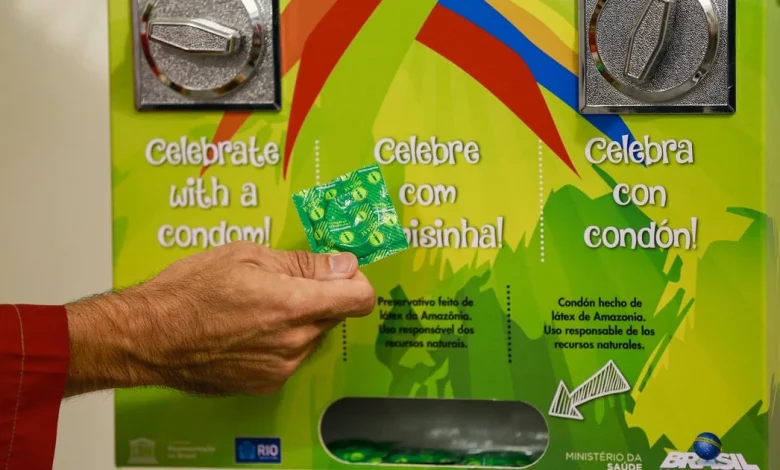 Celebrate
with a
condom!
Celebre
com
isinha!
Celebra
con
condón!
Preservativo feito de
látex da Amazônia.
Uso responsável dos
recursos naturais.
Condón hecho de
látex de Amazonia.
Uso responsable de los
recursos naturales.
RIO
MINISTÉRIO DA
SAÚDE
BRASIL